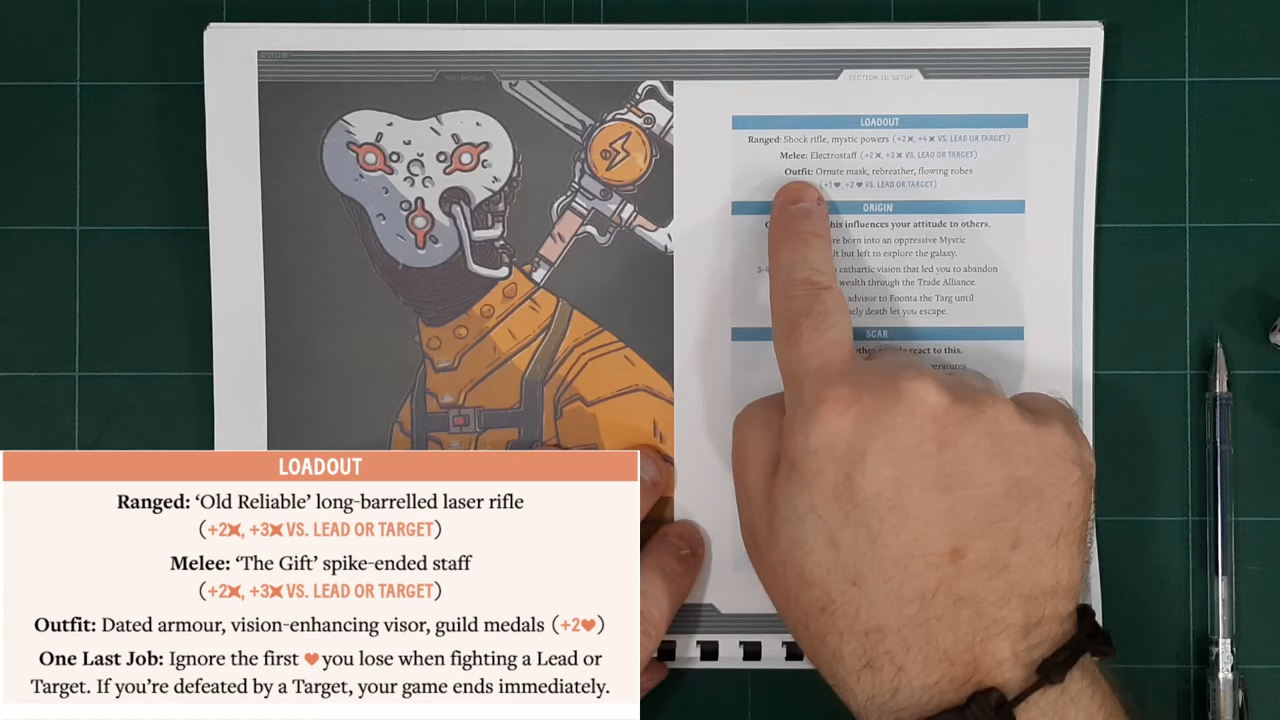 NOTORIOUS
SECTION II: SETUP
LOADOUT
Ranged: Shock rifle, mystic powers (+2, +4 VS. LEAD OR TARGET)
Melee: Electrostaff (+2, +3 VS. LEAD OR TARGET)
Outfit: Ornate mask, rebreather, flowing robes
(+1♥, +2♥ VS. LEAD OR TARGET)
ORIGIN
his influences your attitude to others.
re born into an oppressive Mystic
lt but left to explore the galaxy.
cathartic vision that led you to abandon
wealth through the Trade Alliance.
advisor to Foonta the Targ until
ely death let you escape.
SCAR
react to this.
peratures
LOADOUT
Ranged: ‘Old Reliable’ long-barrelled laser rifle
(+2✖, +3✖ VS. LEAD OR TARGET)
Melee: ‘The Gift’ spike-ended staff
(+2✖, +3✖ VS. LEAD OR TARGET)
Outfit: Dated armour, vision-enhancing visor, guild medals (+2♥)
One Last Job: Ignore the first ♥ you lose when fighting a Lead or
Target. If you’re defeated by a Target, your game ends immediately.